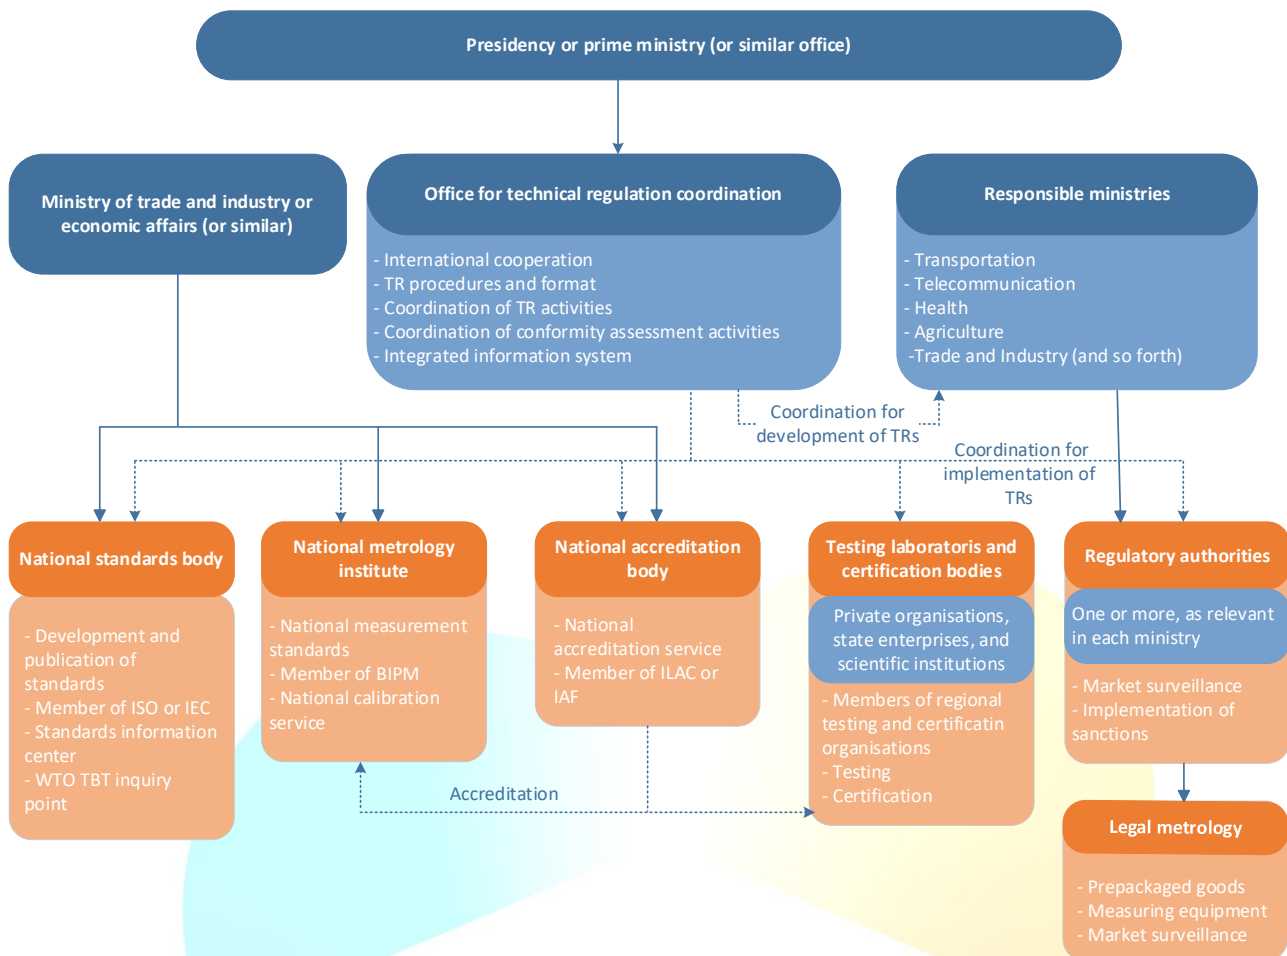 Presidency or prime ministry (or similar office)
Ministry of trade and industry or
economic affairs (or similar)
Office for technical regulation coordination
- International cooperation
- TR procedures and format
- Coordination of TR activities
- Coordination of conformity assessment activities
- Integrated information system
Responsible ministries
- Transportation
- Telecommunication
- Health
- Agriculture
-Trade and Industry (and so forth)
Coordination for
development of TRs
Coordination for
implementation of
TRs
National standards body
- Development and
publication of
standards
- Member of ISO or IEC
- Standards information
center
- WTO TBT inquiry
point
National metrology
institute
- National measurement
standards
- Member of BIPM
- National calibration
service
National accreditation
body
- National
accreditation service
- Member of ILAC or
IAF
Accreditation
Testing laboratoris and
certification bodies
Private organisations,
state enterprises, and
scientific institutions
- Members of regional
testing and certificatin
organisations
- Testing
- Certification
Regulatory authorities
One or more, as relevant
in each ministry
- Market surveillance
- Implementation of
sanctions
Legal metrology
- Prepackaged goods
- Measuring equipment
- Market surveillance